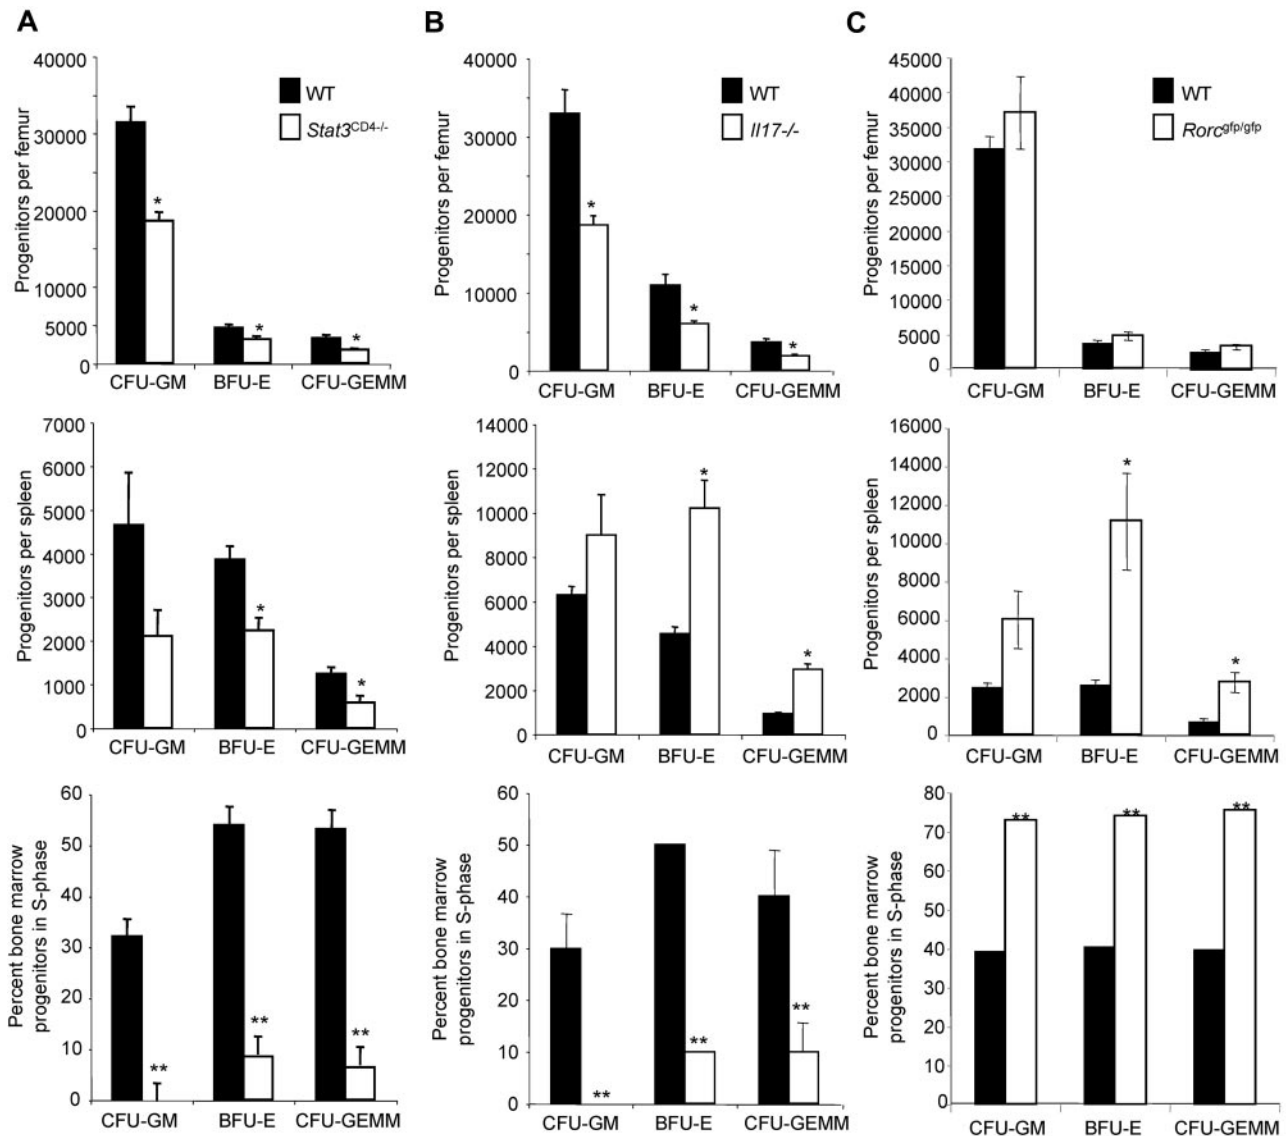 A
B
C
Progenitors per femur
40000
30000
20000
10000
5000
0
WT
Stat3CD4-/-
*
*
*
CFU-GM
BFU-E
CFU-GEMM
Progenitors per femur
40000
30000
20000
10000
0
WT
Il17-/-
*
*
*
CFU-GM
BFU-E
CFU-GEMM
Progenitors per femur
45000
40000
35000
30000
25000
20000
15000
10000
5000
0
WT
Rorcgfp/gfp
CFU-GM
BFU-E
CFU-GEMM
Progenitors per spleen
7000
6000
5000
4000
3000
2000
1000
0
*
*
CFU-GM
BFU-E
CFU-GEMM
Progenitors per spleen
14000
12000
10000
8000
6000
4000
2000
0
*
*
CFU-GM
BFU-E
CFU-GEMM
Progenitors per spleen
16000
14000
12000
10000
8000
6000
4000
2000
0
*
*
CFU-GM
BFU-E
CFU-GEMM
Percent bone marrow
progenitors in S-phase
60
50
40
30
20
10
0
**
**
**
CFU-GM
BFU-E
CFU-GEMM
Percent bone marrow
progenitors in S-phase
60
50
40
30
20
10
0
**
**
**
CFU-GM
BFU-E
CFU-GEMM
Percent bone marrow
progenitors in S-phase
80
70
60
50
40
30
20
10
0
**
**
**
CFU-GM
BFU-E
CFU-GEMM